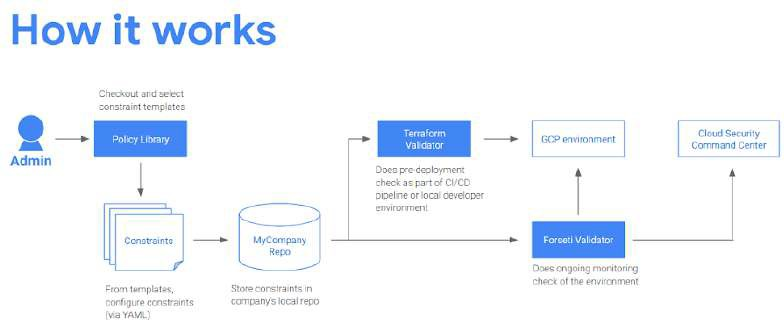 How it works
Checkout and select
constraint templates
Admin
Policy Library
Terraform
Validator
GCP environment
Cloud Security
Command Center
Does pre-deployment
check as part of CI/CD
pipeline or local developer
environment
Constraints
MyCompany
Repo
Forseti Validator
From templates,
configure constraints
(via YAML)
Store constraints in
company's local repo
Does ongoing monitoring
check of the environment